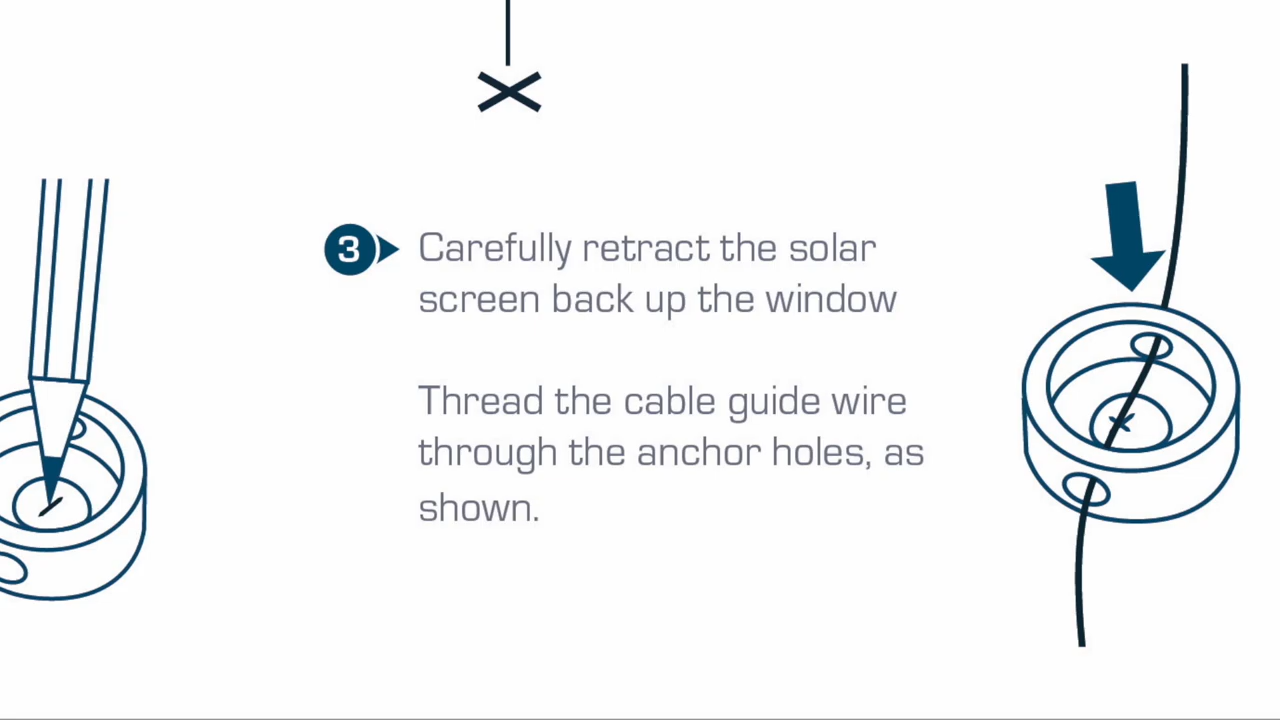 3 Carefully retract the solar
screen back up the window
Thread the cable guide wire
through the anchor holes, as
shown.